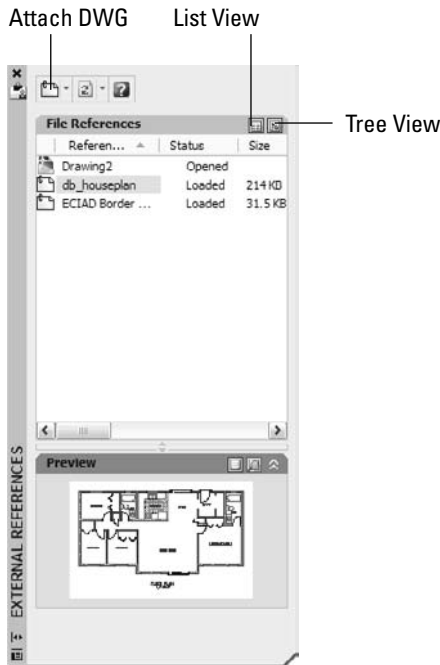 Attach DWG List View
Tree View
File References
Referen... Status Size
Drawing2 Opened
db_houseplan Loaded 214 KB
ECIAD Border ... Loaded 31.5 KB
Preview
EXTERNAL REFERENCES